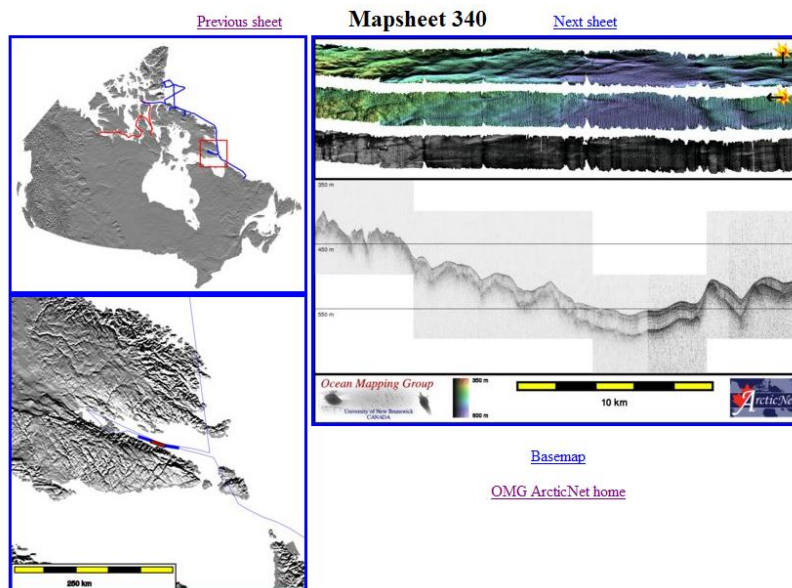 Previous sheet
Mapsheet 340
Next sheet
350 m
450 m
550 m
Ocean Mapping Group
University of New Brunswick
CANADA
350 m
600 m
10 km
ArcticNet
250 km
Basemap
OMG ArcticNet home